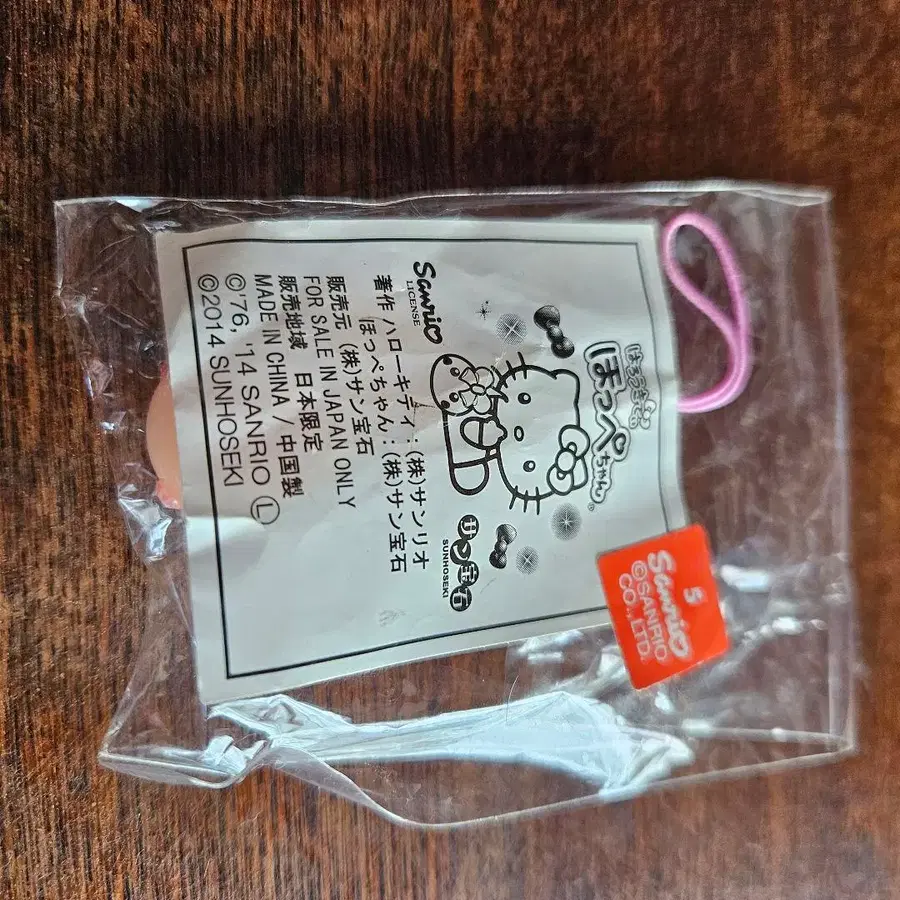 はろうきてぃ
ほっぺちゃん®
サン宝石
SUNHOSEKI
Sanrio
LICENSE
著作 ハローキティ:(株)サンリオ
ほっぺちゃん:(株)サン宝石
販売元 (株)サン宝石
FOR SALE IN JAPAN ONLY
販売地域 日本限定
MADE IN CHINA / 中国製
©'76, '14 SANRIO Ⓛ
©2014 SUNHOSEKI
5
Sanrio
©SANRIO
CO.,LTD.